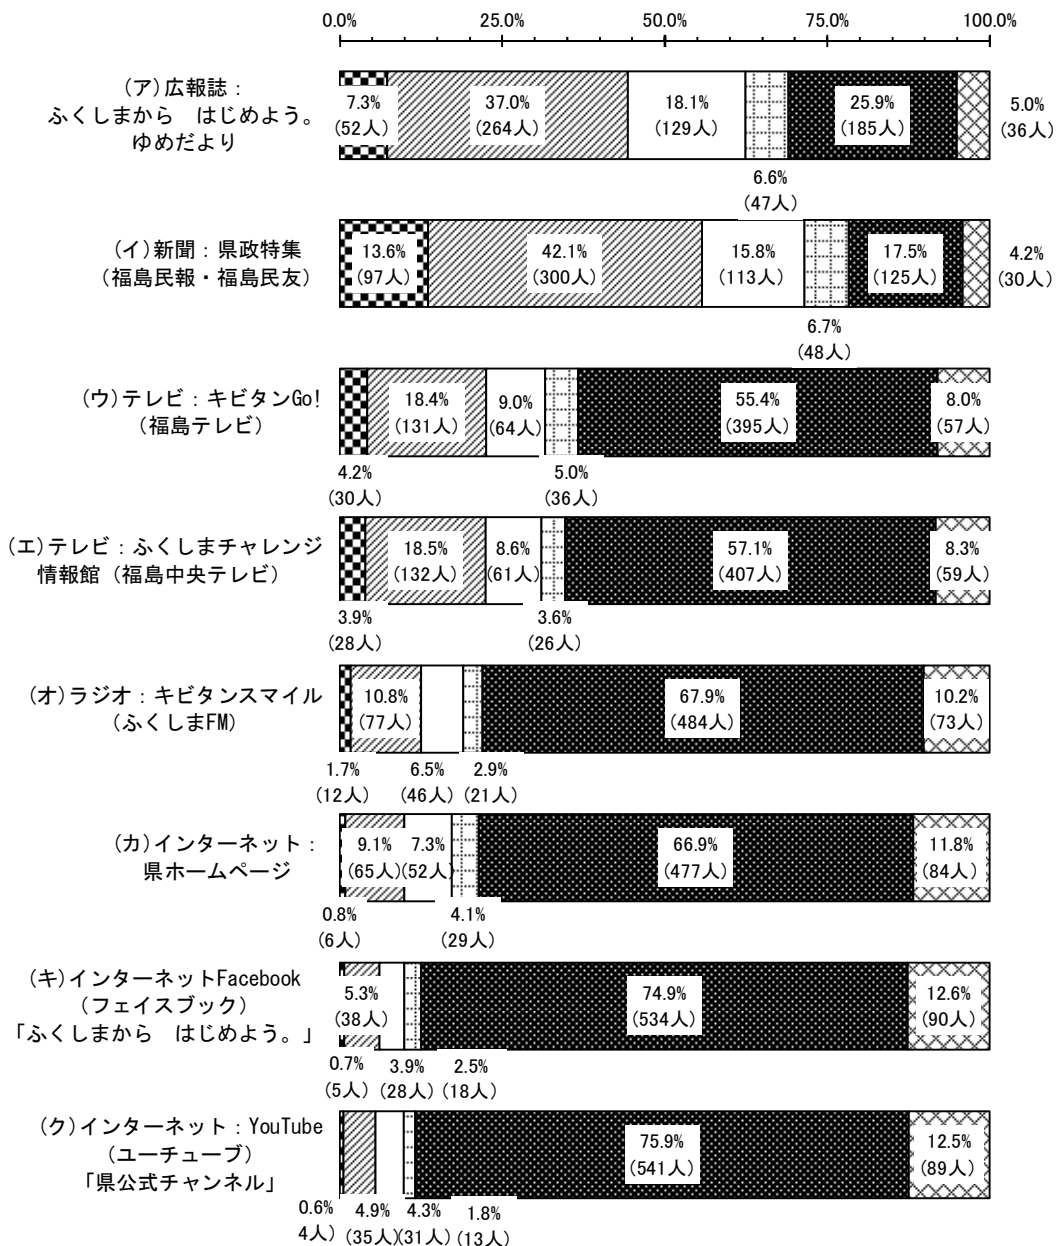 0.0% 25.0% 50.0% 75.0% 100.0%
(ア)広報誌：
ふくしまから　はじめよう。
ゆめだより
7.3% 37.0% 18.1% 25.9% 5.0%
(52人) (264人) (129人) (185人) (36人)
6.6%
(47人)
(イ)新聞：県政特集
（福島民報・福島民友）
13.6% 42.1% 15.8% 17.5% 4.2%
(97人) (300人) (113人) (125人) (30人)
6.7%
(48人)
(ウ)テレビ：キビタンGo!
（福島テレビ）
18.4% 9.0% 55.4% 8.0%
(131人) (64人) (395人) (57人)
4.2% 5.0%
(30人) (36人)
(エ)テレビ：ふくしまチャレンジ
情報館（福島中央テレビ）
18.5% 8.6% 57.1% 8.3%
(132人) (61人) (407人) (59人)
3.9% 3.6%
(28人) (26人)
(オ)ラジオ：キビタンスマイル
（ふくしまFM）
10.8% 67.9% 10.2%
(77人) (484人) (73人)
1.7% 6.5% 2.9%
(12人) (46人) (21人)
(カ)インターネット：
県ホームページ
9.1% 7.3% 66.9% 11.8%
(65人)(52人) (477人) (84人)
0.8% 4.1%
(6人) (29人)
(キ)インターネットFacebook
（フェイスブック）
「ふくしまから　はじめよう。」
5.3% 74.9% 12.6%
(38人) (534人) (90人)
0.7% 3.9% 2.5%
(5人) (28人) (18人)
(ク)インターネット：YouTube
（ユーチューブ）
「県公式チャンネル」
75.9% 12.5%
(541人) (89人)
0.6% 4.9% 4.3% 1.8%
4人) (35人)(31人) (13人)